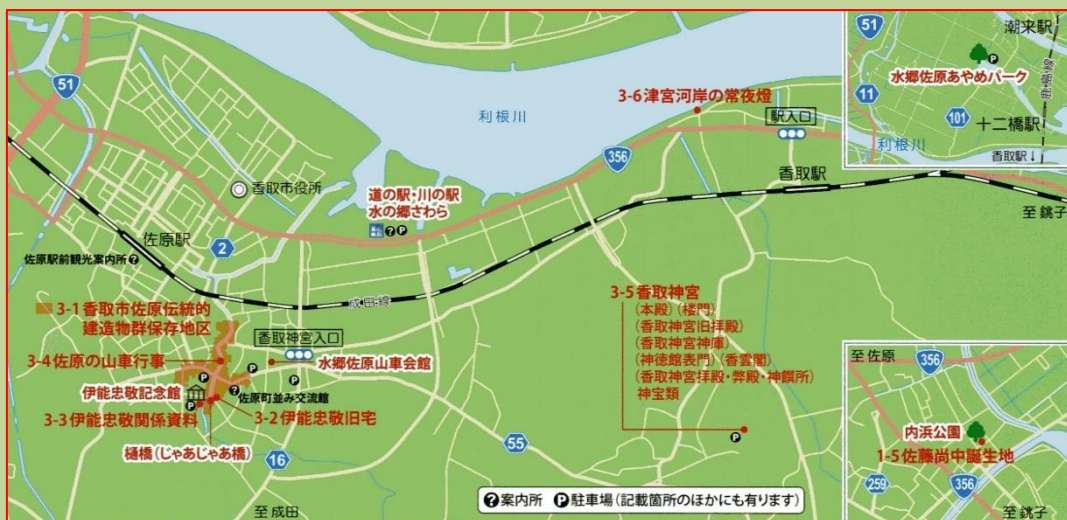 51
利根川
3-6津宮河岸の常夜燈
駅入口
356
香取駅
至 銚子
香取市役所
道の駅・川の駅
水の郷さわら
佐原駅
2
佐原駅前観光案内所?
成田線
3-1香取市佐原伝統的
建造物群保存地区
香取神宮入口
3-4佐原の山車行事
水郷佐原山車会館
P
P
P
伊能忠敬記念館
?
佐原町並み交流館
P
3-3伊能忠敬関係資料
3-2伊能忠敬旧宅
樋橋(じゃあじゃあ橋)
16
55
至 成田
? P
3-5香取神宮
(本殿)(楼門)
(香取神宮旧拝殿)
(香取神宮神庫)
(神徳館表門)(香雲閣)
(香取神宮拝殿・弊殿・神饌所)
神宝類
P
?案内所 P駐車場(記載箇所のほかにも有ります)
51
潮来駅
鹿島線
P
水郷佐原あやめパーク
11
101
十二橋駅
利根川
香取駅↓
至 佐原
356
内浜公園
1-5佐藤尚中誕生地
259
356
至 銚子